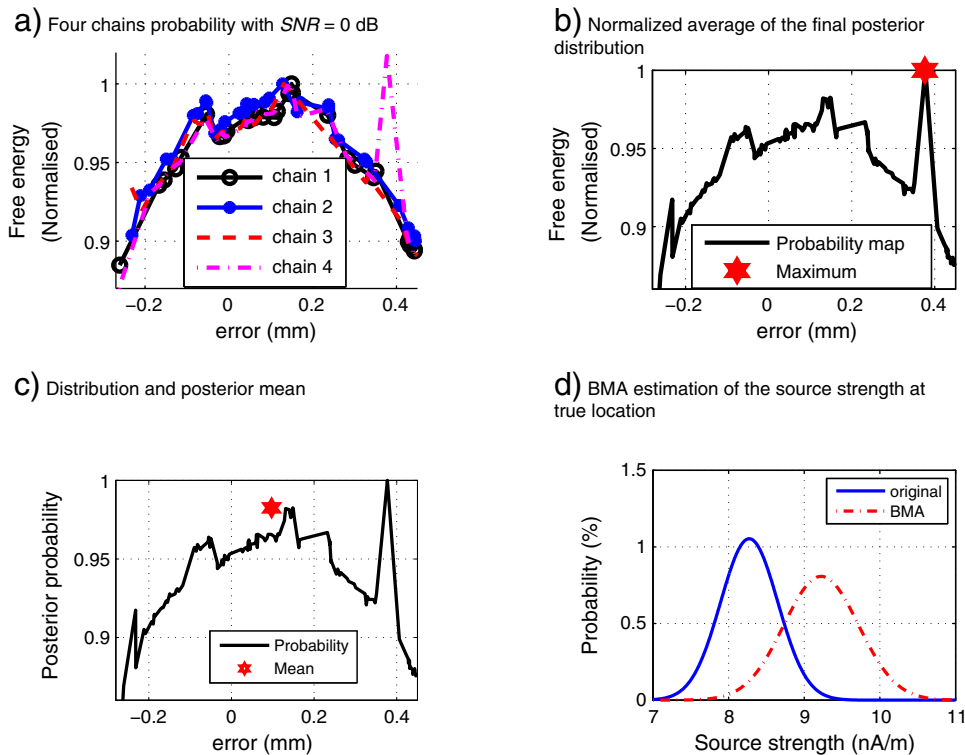 a) Four chains probability with SNR = 0 dB
Free energy
(Normalised)
1
0.95
0.9
−0.2
0
0.2
0.4
error (mm)
chain 1
chain 2
chain 3
chain 4
b) Normalized average of the final posterior
distribution
Free energy
(Normalised)
1
0.95
0.9
−0.2
0
0.2
0.4
error (mm)
Probability map
Maximum
c) Distribution and posterior mean
Posterior probability
1
0.95
0.9
−0.2
0
0.2
0.4
error (mm)
Probability
Mean
d) BMA estimation of the source strength at
true location
Probability (%)
1.5
1
0.5
0
7
8
9
10
11
Source strength (nA/m)
original
BMA